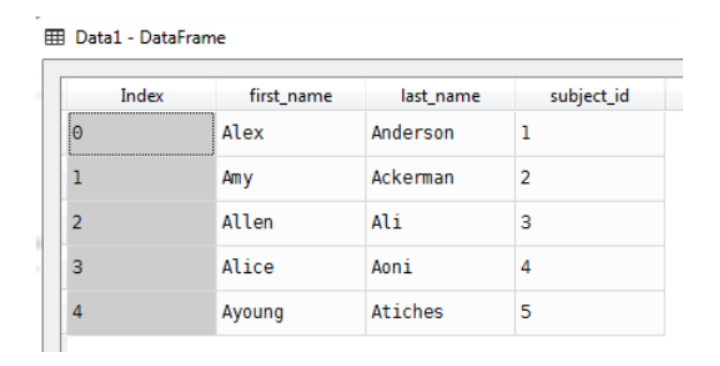 Data1 - DataFrame
Index first_name last_name subject_id
0 Alex Anderson 1
1 Amy Ackerman 2
2 Allen Ali 3
3 Alice Aoni 4
4 Ayoung Atiches 5